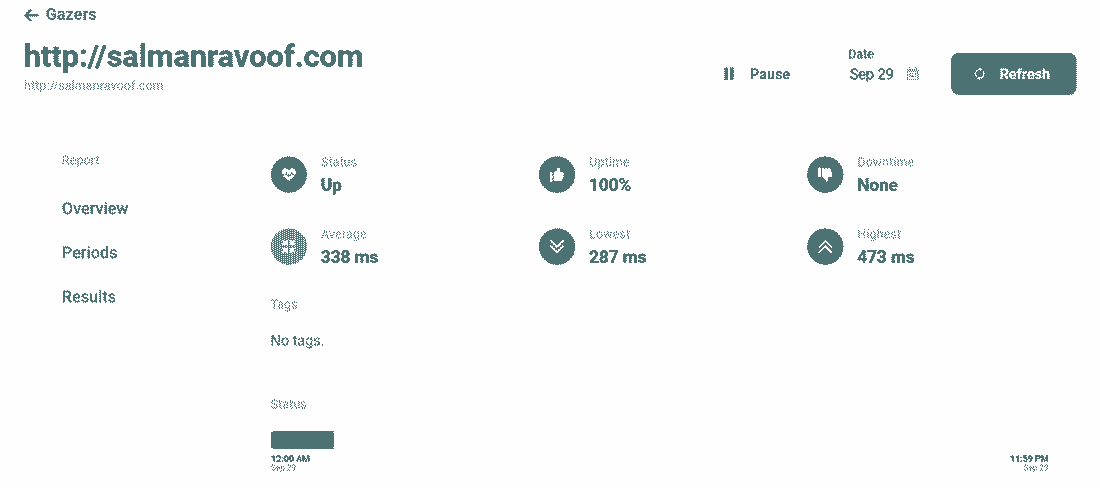 Gazers
http://salmanravoof.com
http://salmanravoof.com
Pause
Date
Sep 29
Refresh
Report
Overview
Periods
Results
Status
Up
Uptime
100%
Downtime
None
Average
338 ms
Lowest
287 ms
Highest
473 ms
Tags
No tags.
Status
12:00 AM
Sep 29
11:59 PM
Sep 29